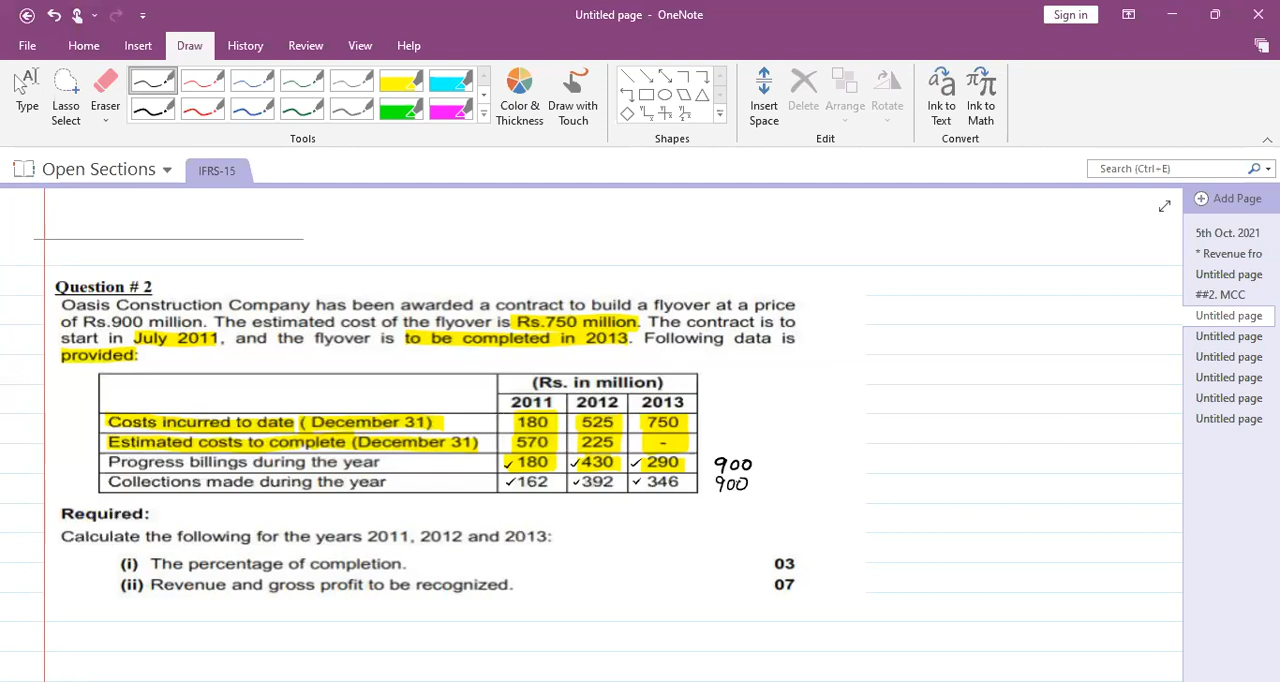 Untitled page - OneNote
Sign in
File Home Insert Draw History Review View Help
Type
Lasso Select
Eraser
Color & Thickness
Draw with Touch
Insert Space
Delete
Arrange
Rotate
Ink to Text
Ink to Math
Tools
Shapes
Edit
Convert
Open Sections
IFRS-15
Search (Ctrl+E)
Add Page
5th Oct. 2021
* Revenue fro
Untitled page
##2. MCC
Untitled page
Untitled page
Untitled page
Untitled page
Untitled page
Untitled page
Question # 2
Oasis Construction Company has been awarded a contract to build a flyover at a price
of Rs.900 million. The estimated cost of the flyover is Rs.750 million. The contract is to
start in July 2011, and the flyover is to be completed in 2013. Following data is
provided:
(Rs. in million)
2011 2012 2013
Costs incurred to date ( December 31) 180 525 750
Estimated costs to complete (December 31) 570 225 -
Progress billings during the year 180 430 290 900
Collections made during the year 162 392 346 900
Required:
Calculate the following for the years 2011, 2012 and 2013:
(i) The percentage of completion. 03
(ii) Revenue and gross profit to be recognized. 07